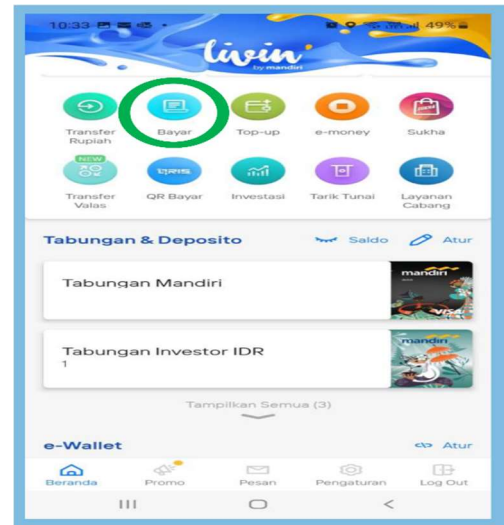 10:33
49%
livin'
by mandiri
Transfer Rupiah
Bayar
Top-up
e-money
Sukha
NEW
Transfer Valas
QR Bayar
Investasi
Tarik Tunai
Layanan Cabang
Tabungan & Deposito
Saldo
Atur
Tabungan Mandiri
mandiri
VISA
Tabungan Investor IDR
1
mandiri
Tampilkan Semua (3)
e-Wallet
Atur
Beranda
Promo
Pesan
Pengaturan
Log Out